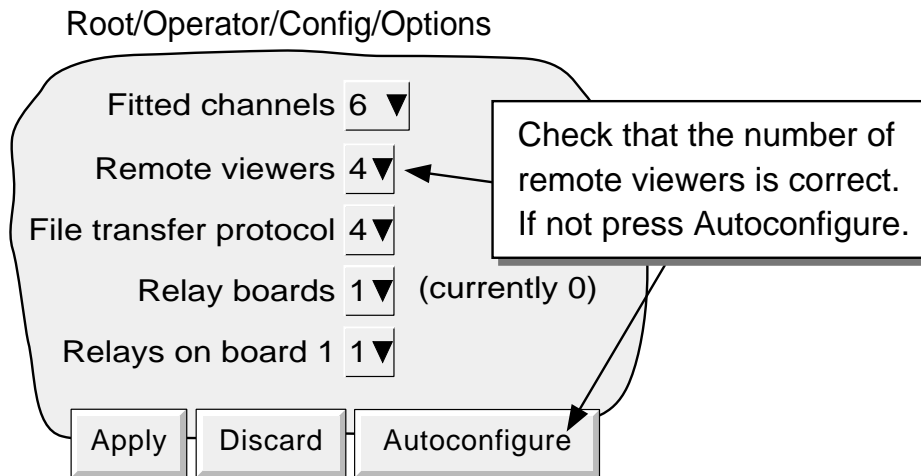 Root/Operator/Config/Options
Fitted channels 6 ▼
Remote viewers 4▼
File transfer protocol 4▼
Relay boards 1▼ (currently 0)
Relays on board 1 1▼
Check that the number of
remote viewers is correct.
If not press Autoconfigure.
Apply Discard Autoconfigure